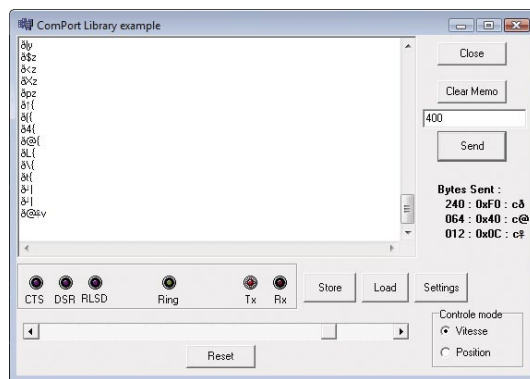 ComPort Library example
ð|y
ð$z
ð<z
ðXz
ðpz
ð↑{
ð({
ð4{
ð@{
ðL{
ð\{
ðt{
Close
Clear Memo
400
Send
Bytes Sent :
240 : 0xF0 : cð
064 : 0x40 : c@
012 : 0x0C : c♀
CTS DSR RLSD Ring Tx Rx
Store Load Settings
Controle mode
Vitesse
Position
Reset